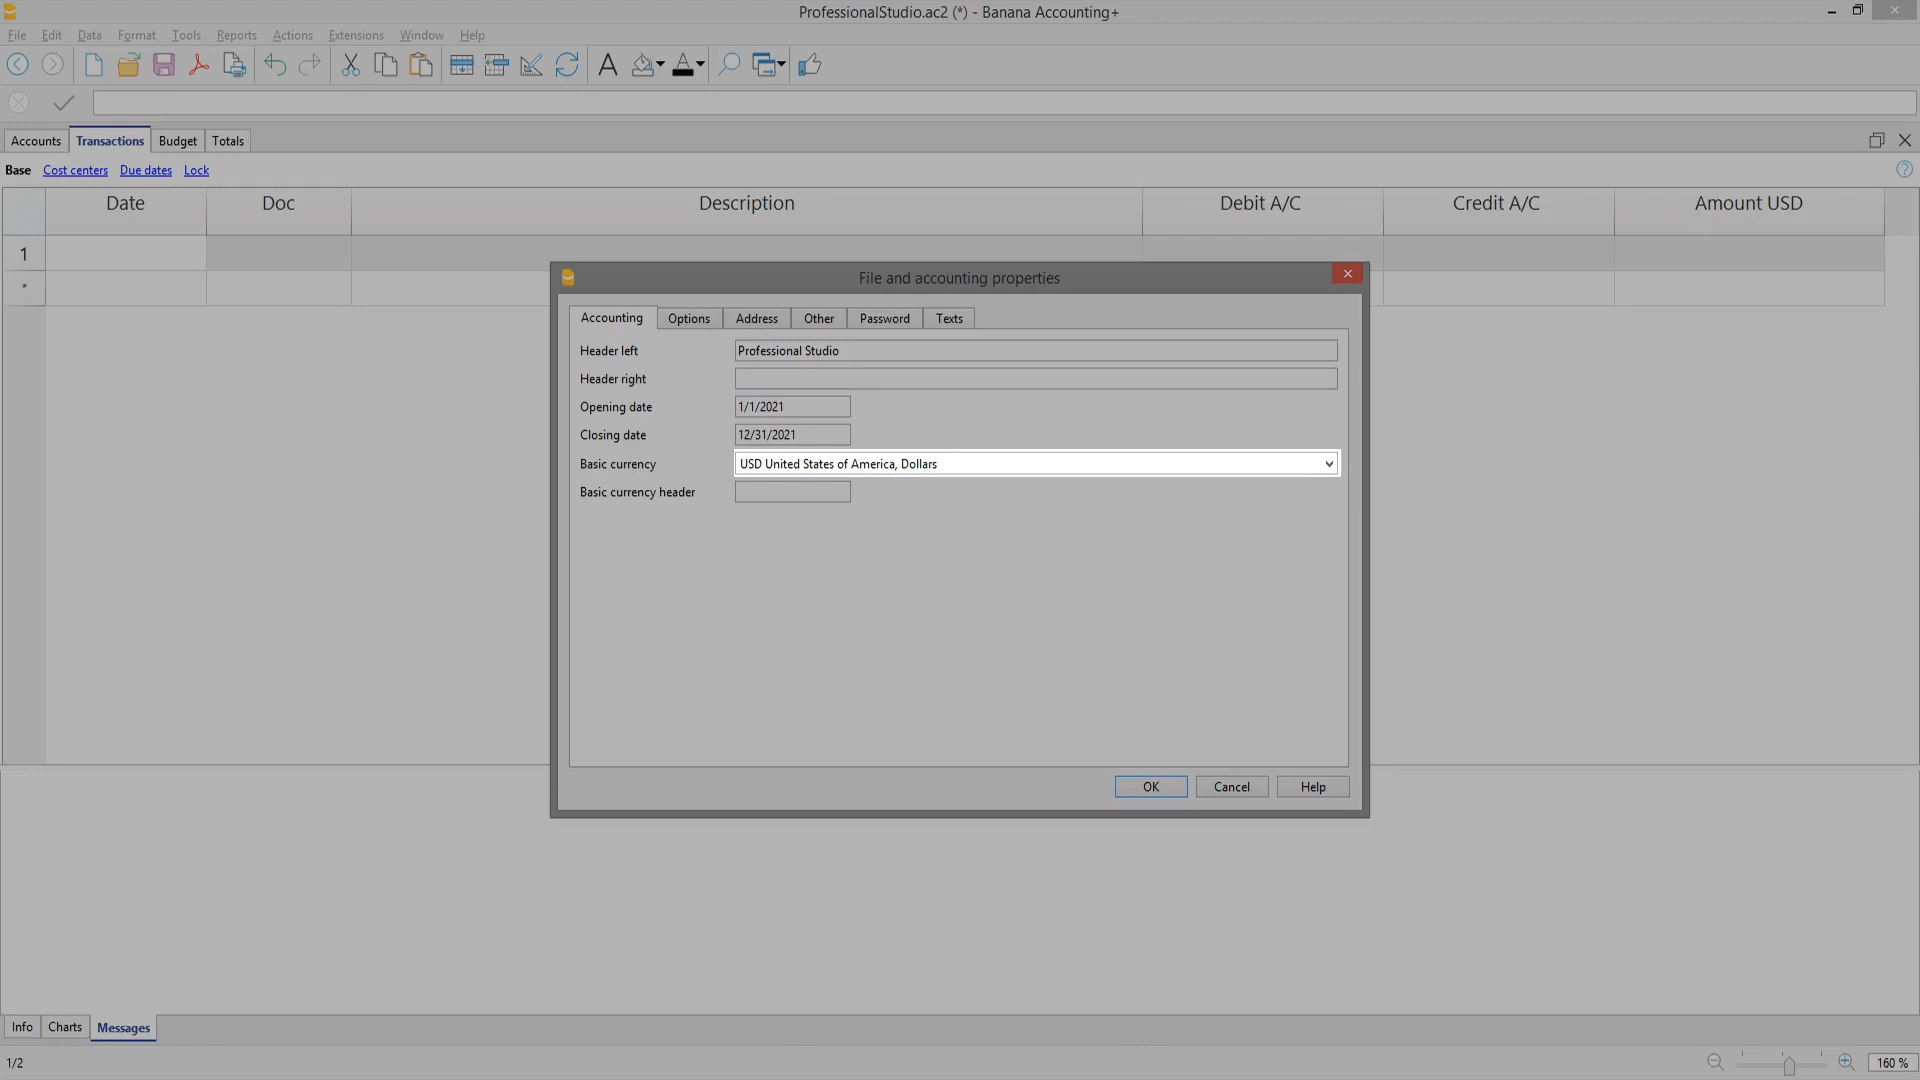 ProfessionalStudio.ac2 (*) - Banana Accounting+
File Edit Data Format Tools Reports Actions Extensions Window Help
Accounts Transactions Budget Totals
Base Cost centers Due dates Lock
Date Doc Description Debit A/C Credit A/C Amount USD
1
*
File and accounting properties
Accounting Options Address Other Password Texts
Header left Professional Studio
Header right
Opening date 1/1/2021
Closing date 12/31/2021
Basic currency USD United States of America, Dollars
Basic currency header
OK Cancel Help
Info Charts Messages
1/2 160 %